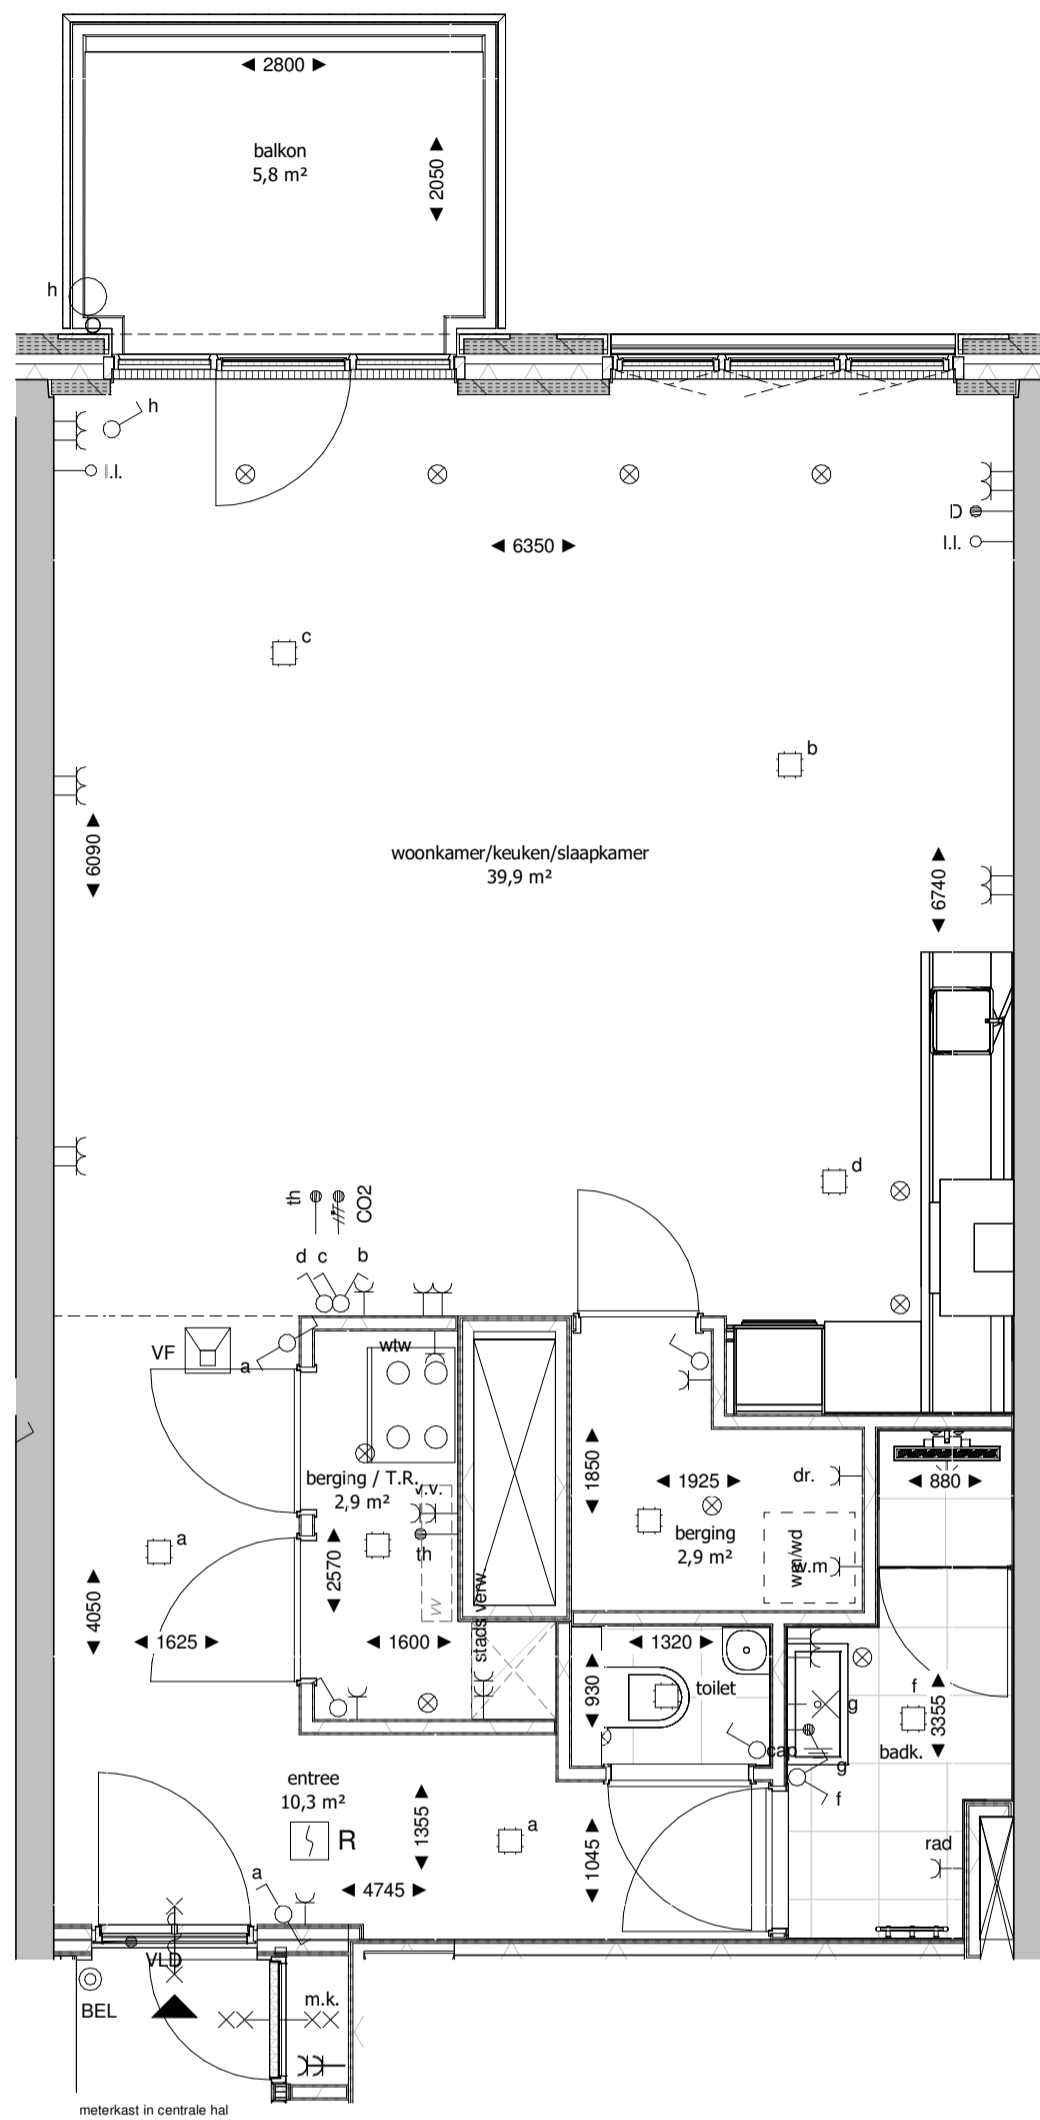 2800
balkon
5,8 m²
2050
h
h
l.l.
D
l.l.
6350
c
b
woonkamer/keuken/slaapkamer
39,9 m²
6090
6740
d
th
CO2
d c b
VF
a
wtw
berging / T.R.
2,9 m²
v.v.
th
vv
2570
1600
stads verw
1850
1925
dr.
880
berging
2,9 m²
wm/wd
w.m
a
4050
1625
1320
930
toilet
cap
f
g
3355
badk.
g
f
entree
10,3 m²
R
1355
a
1045
4745
a
rad
VLD
BEL
m.k.
meterkast in centrale hal